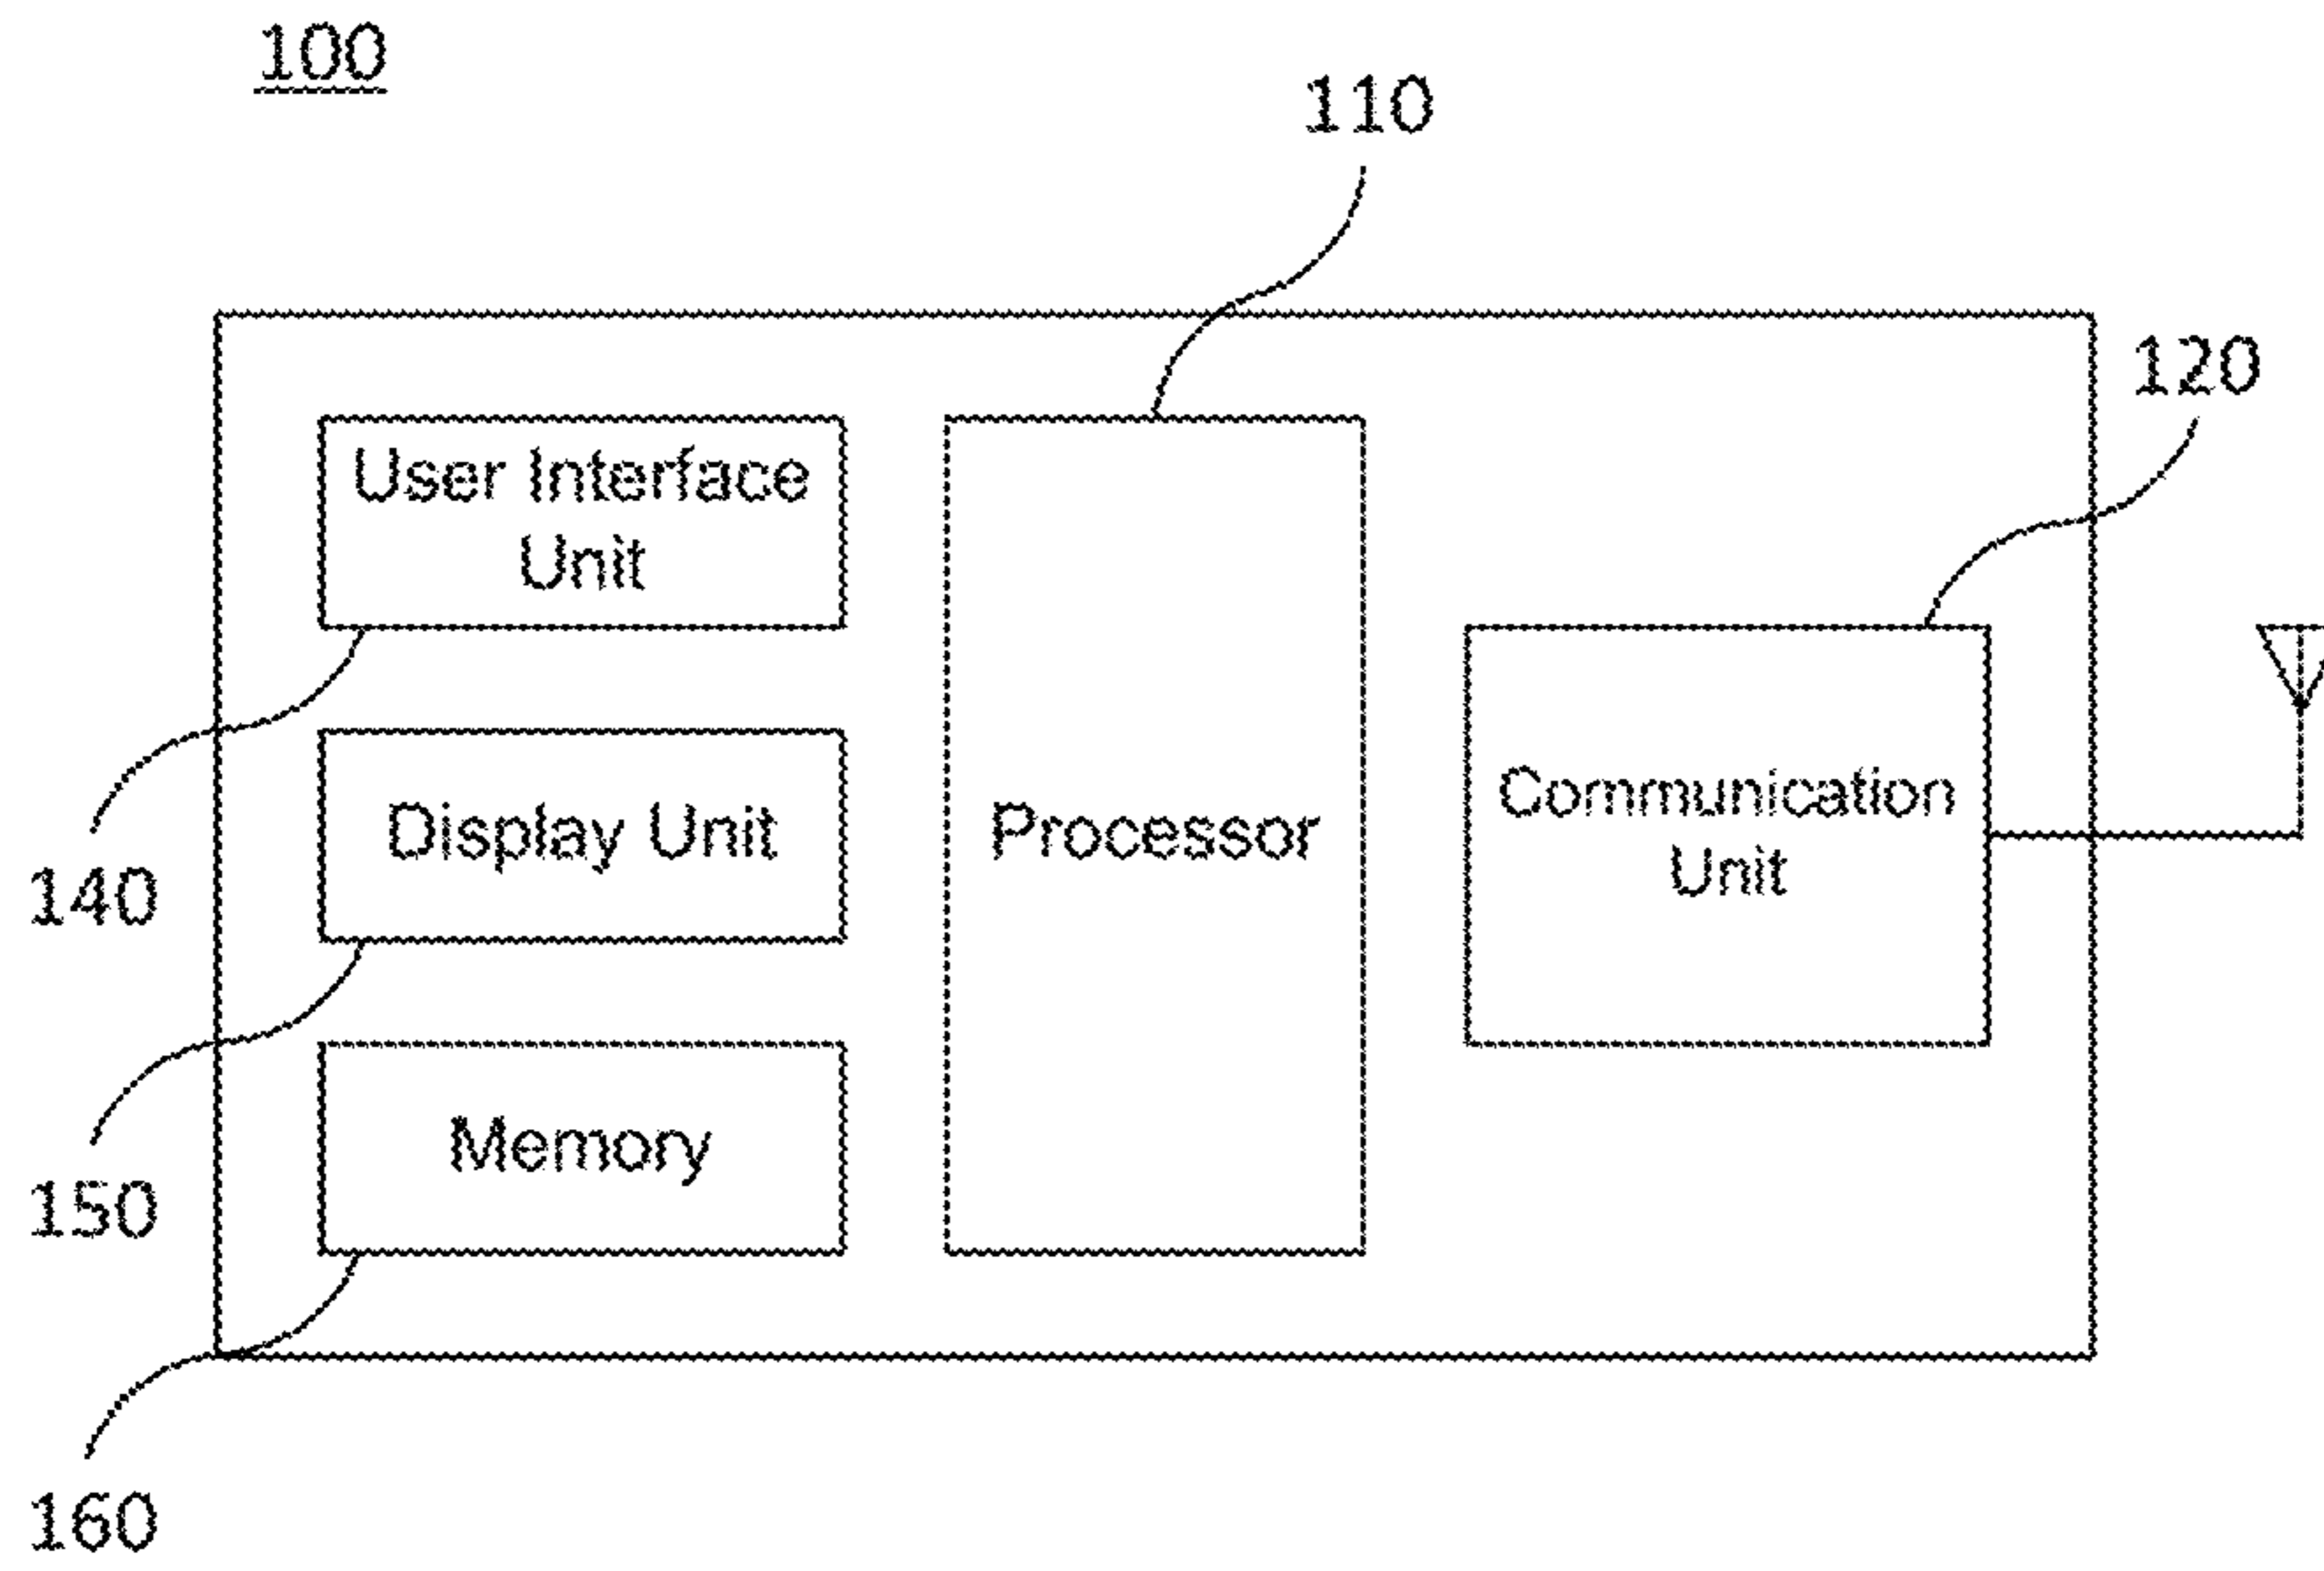 100
110
120
User Interface
Unit
140
Display Unit
Processor
Communication
Unit
150
Memory
160